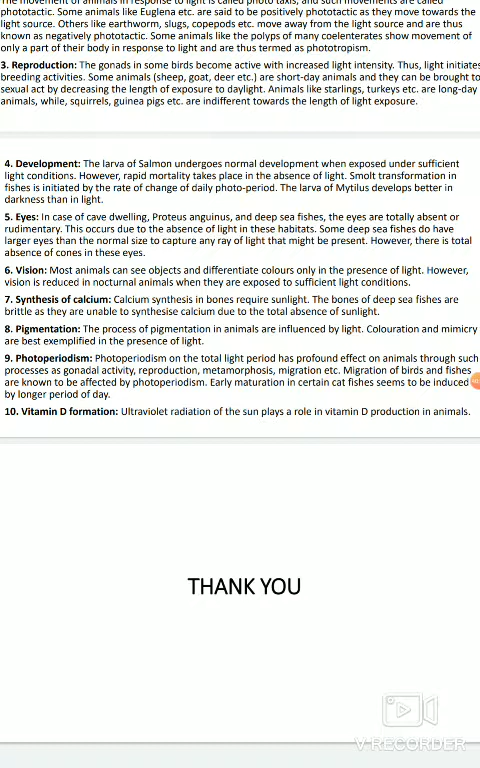 The movement of animals in response to light is called photo taxis, and such movements are called
phototactic. Some animals like Euglena etc. are said to be positively phototactic as they move towards the
light source. Others like earthworm, slugs, copepods etc. move away from the light source and are thus
known as negatively phototactic. Some animals like the polyps of many coelenterates show movement of
only a part of their body in response to light and are thus termed as phototropism.
3. Reproduction: The gonads in some birds become active with increased light intensity. Thus, light initiates
breeding activities. Some animals (sheep, goat, deer etc.) are short-day animals and they can be brought to
sexual act by decreasing the length of exposure to daylight. Animals like starlings, turkeys etc. are long-day
animals, while, squirrels, guinea pigs etc. are indifferent towards the length of light exposure.
4. Development: The larva of Salmon undergoes normal development when exposed under sufficient
light conditions. However, rapid mortality takes place in the absence of light. Smolt transformation in
fishes is initiated by the rate of change of daily photo-period. The larva of Mytilus develops better in
darkness than in light.
5. Eyes: In case of cave dwelling, Proteus anguinus, and deep sea fishes, the eyes are totally absent or
rudimentary. This occurs due to the absence of light in these habitats. Some deep sea fishes do have
larger eyes than the normal size to capture any ray of light that might be present. However, there is total
absence of cones in these eyes.
6. Vision: Most animals can see objects and differentiate colours only in the presence of light. However,
vision is reduced in nocturnal animals when they are exposed to sufficient light conditions.
7. Synthesis of calcium: Calcium synthesis in bones require sunlight. The bones of deep sea fishes are
brittle as they are unable to synthesise calcium due to the total absence of sunlight.
8. Pigmentation: The process of pigmentation in animals are influenced by light. Colouration and mimicry
are best exemplified in the presence of light.
9. Photoperiodism: Photoperiodism on the total light period has profound effect on animals through such
processes as gonadal activity, reproduction, metamorphosis, migration etc. Migration of birds and fishes
are known to be affected by photoperiodism. Early maturation in certain cat fishes seems to be induced
by longer period of day.
10. Vitamin D formation: Ultraviolet radiation of the sun plays a role in vitamin D production in animals.
THANK YOU
V RECORDER